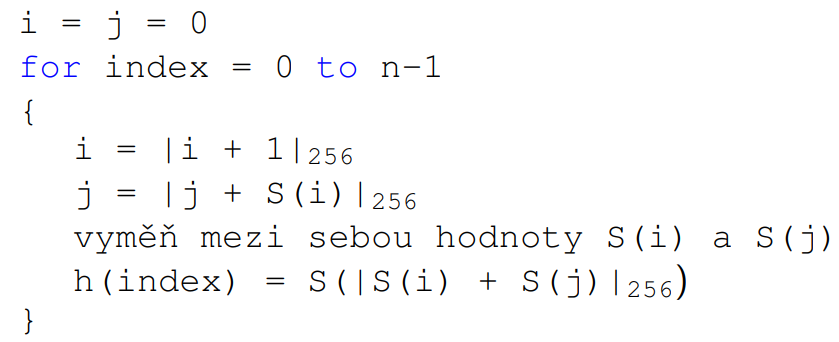 i = j = 0
for index = 0 to n-1
{
i = |i + 1|256
j = |j + S(i)|256
vyměň mezi sebou hodnoty S(i) a S(j)
h(index) = S(|S(i) + S(j)|256)
}